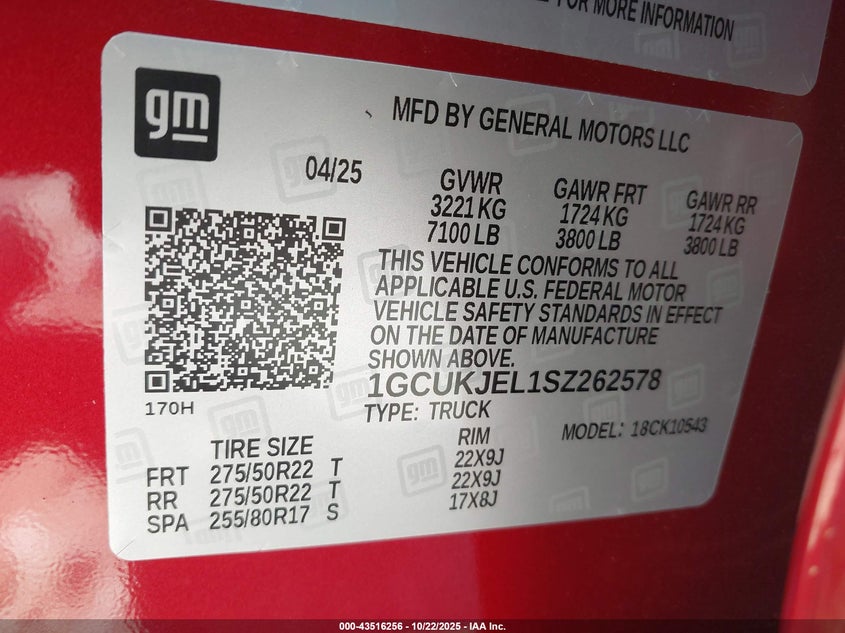 FOR MORE INFORMATION
gm
MFD BY GENERAL MOTORS LLC
04/25
GVWR GAWR FRT GAWR RR
3221 KG 1724 KG 1724 KG
7100 LB 3800 LB 3800 LB
THIS VEHICLE CONFORMS TO ALL
APPLICABLE U.S. FEDERAL MOTOR
VEHICLE SAFETY STANDARDS IN EFFECT
ON THE DATE OF MANUFACTURE
SHOWN ABOVE.
1GCUKJEL1SZ262578
170H
TYPE: TRUCK
MODEL: 18CK10543
TIRE SIZE RIM
FRT 275/50R22 T 22X9J
RR 275/50R22 T 22X9J
SPA 255/80R17 S 17X8J
000-43516256 - 10/22/2025 - IAA Inc.